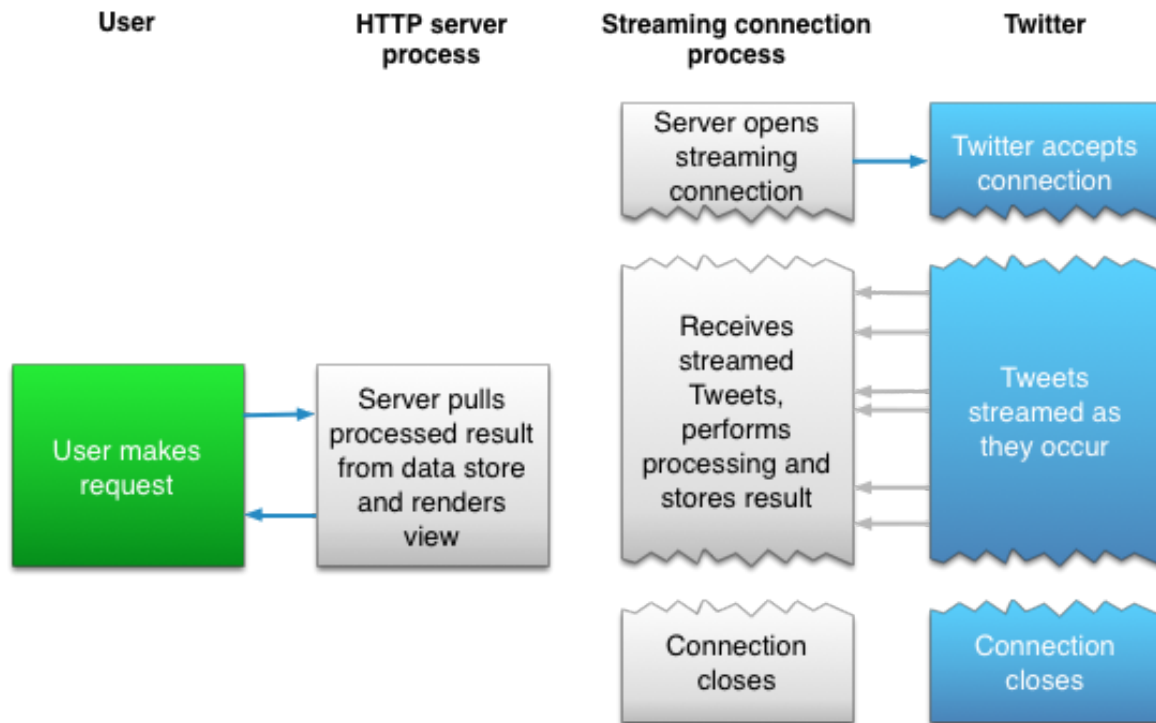 User
HTTP server
process
Streaming connection
process
Twitter
Server opens
streaming
connection
Twitter accepts
connection
User makes
request
Server pulls
processed result
from data store
and renders
view
Receives
streamed
Tweets,
performs
processing and
stores result
Tweets
streamed as
they occur
Connection
closes
Connection
closes